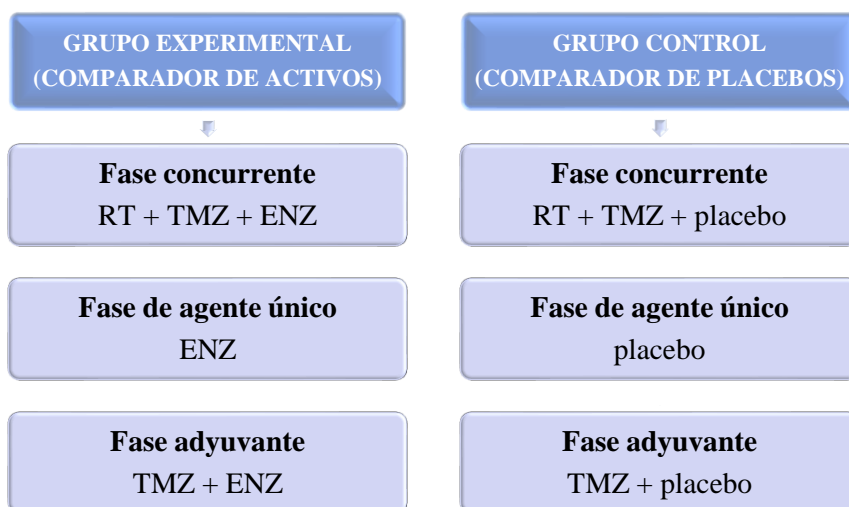 GRUPO EXPERIMENTAL
(COMPARADOR DE ACTIVOS)
Fase concurrente
RT + TMZ + ENZ
Fase de agente único
ENZ
Fase adyuvante
TMZ + ENZ
GRUPO CONTROL
(COMPARADOR DE PLACEBOS)
Fase concurrente
RT + TMZ + placebo
Fase de agente único
placebo
Fase adyuvante
TMZ + placebo